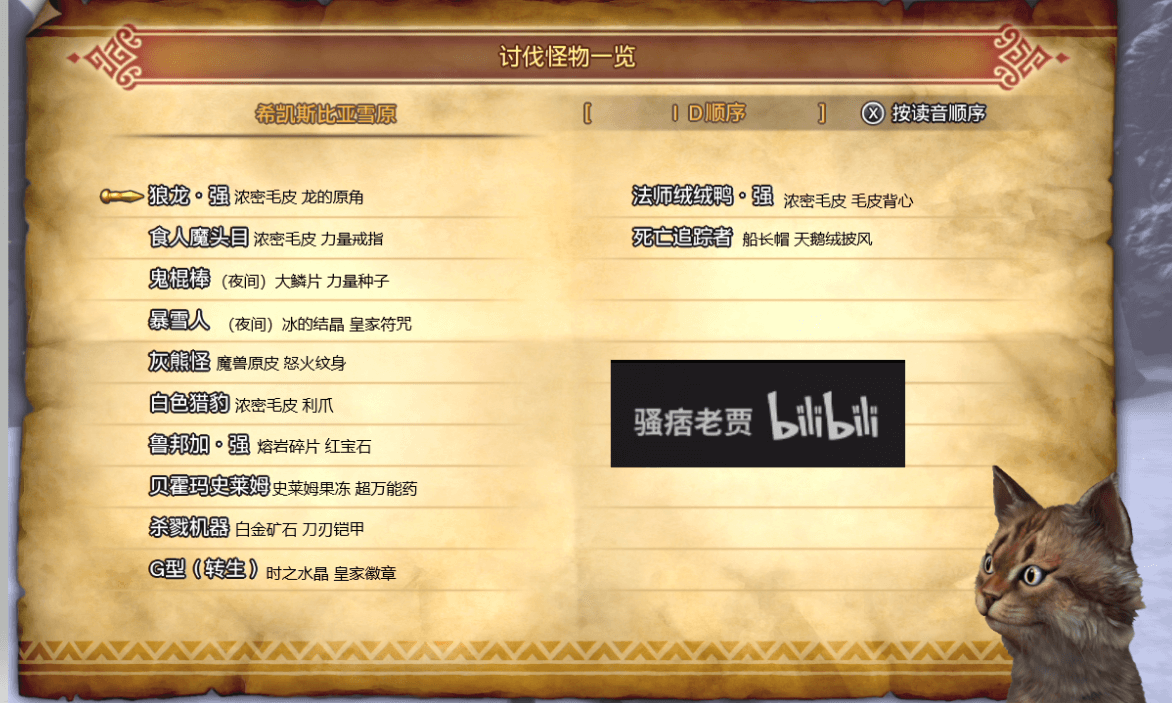 讨伐怪物一览
希凯斯比亚雪原 [ ID顺序 ] X 按读音顺序
狼龙·强 浓密毛皮 龙的原角
食人魔头目 浓密毛皮 力量戒指
鬼棍棒 （夜间）大鳞片 力量种子
暴雪人 （夜间）冰的结晶 皇家符咒
灰熊怪 魔兽原皮 怒火纹身
白色猎豹 浓密毛皮 利爪
鲁邦加·强 熔岩碎片 红宝石
贝霍玛史莱姆 史莱姆果冻 超万能药
杀戮机器 白金矿石 刀刃铠甲
G型（转生） 时之水晶 皇家徽章
法师绒绒鸭·强 浓密毛皮 毛皮背心
死亡追踪者 船长帽 天鹅绒披风
骚痞老贾 bilibili